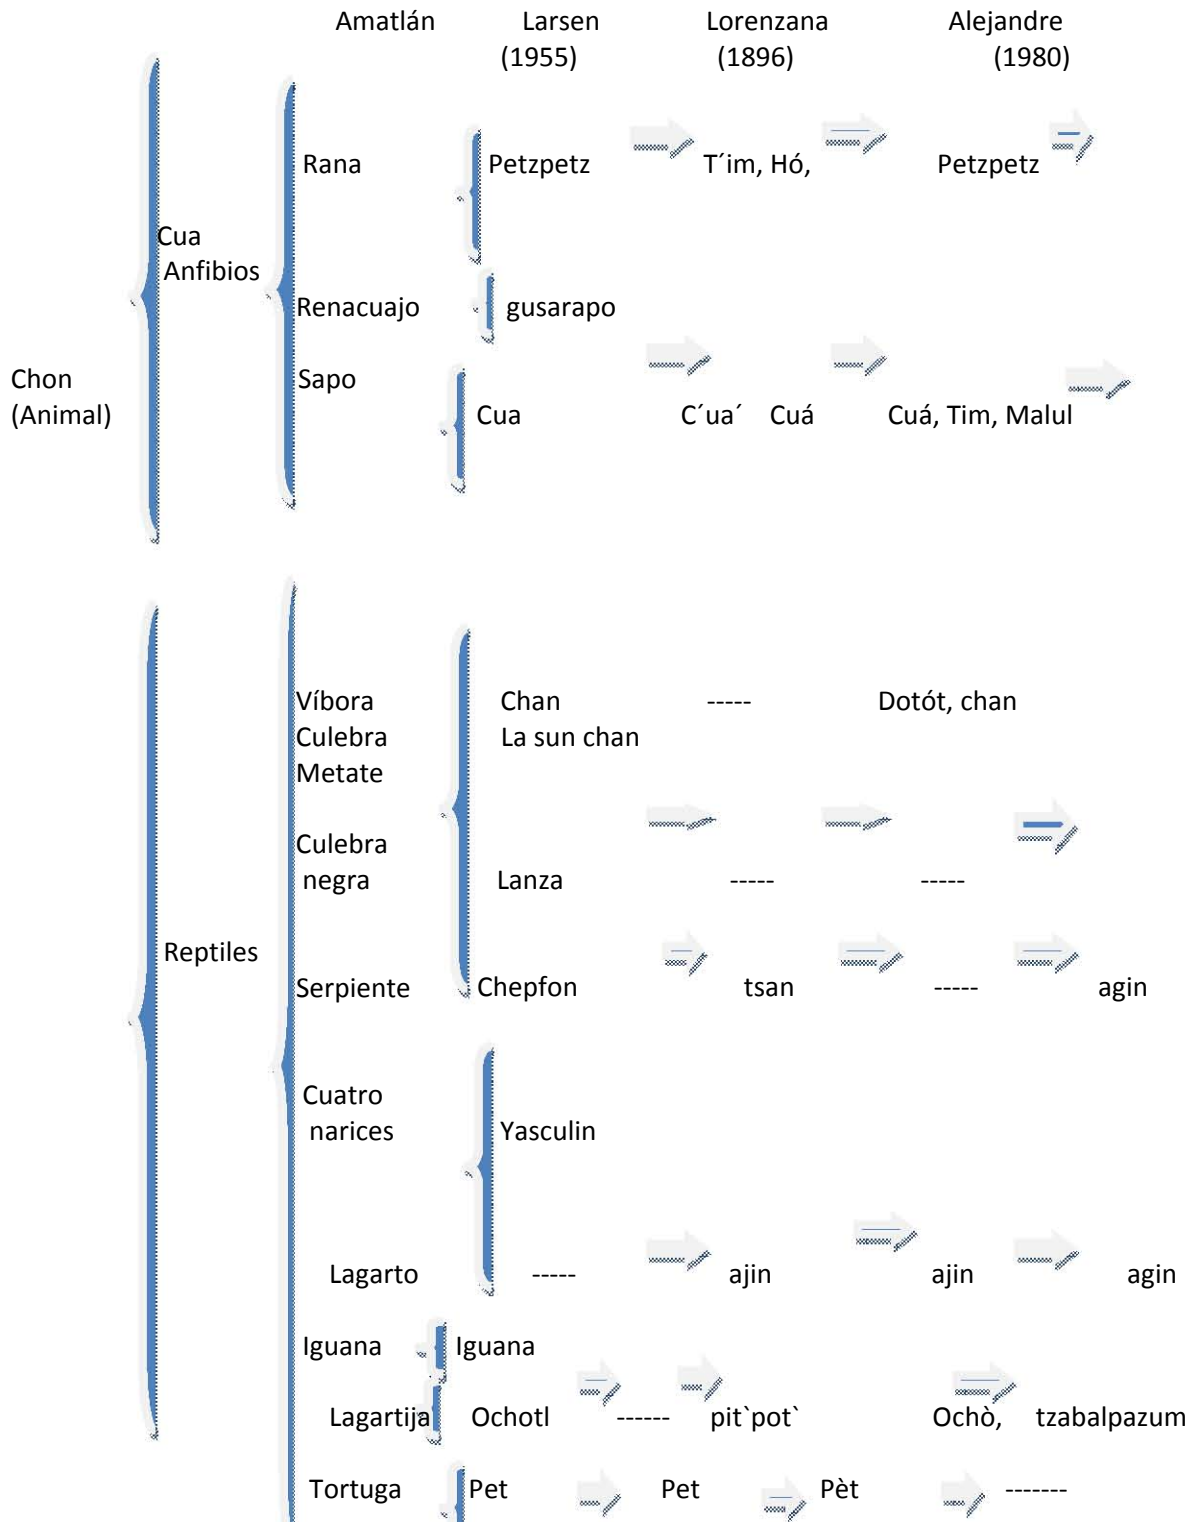 Amatlán Larsen Lorenzana Alejandre
(1955) (1896) (1980)
Rana Petzpetz T´im, Hó, Petzpetz
Cua
Anfibios
Renacuajo gusarapo
Chon Sapo
(Animal) Cua C´ua´ Cuá Cuá, Tim, Malul
Víbora Chan ----- Dotót, chan
Culebra La sun chan
Metate
Culebra
negra Lanza ----- -----
Reptiles
Serpiente Chepfon tsan ----- agin
Cuatro
narices Yasculin
Lagarto ----- ajin ajin agin
Iguana Iguana
Lagartija Ochotl ------ pit`pot` Ochò, tzabalpazum
Tortuga Pet Pet Pèt -------